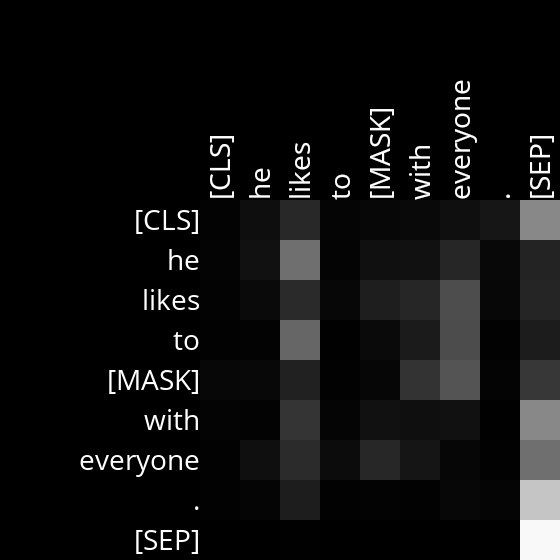 [CLS] he likes to [MASK] with everyone . [SEP]
[CLS]
he
likes
to
[MASK]
with
everyone
.
[SEP]